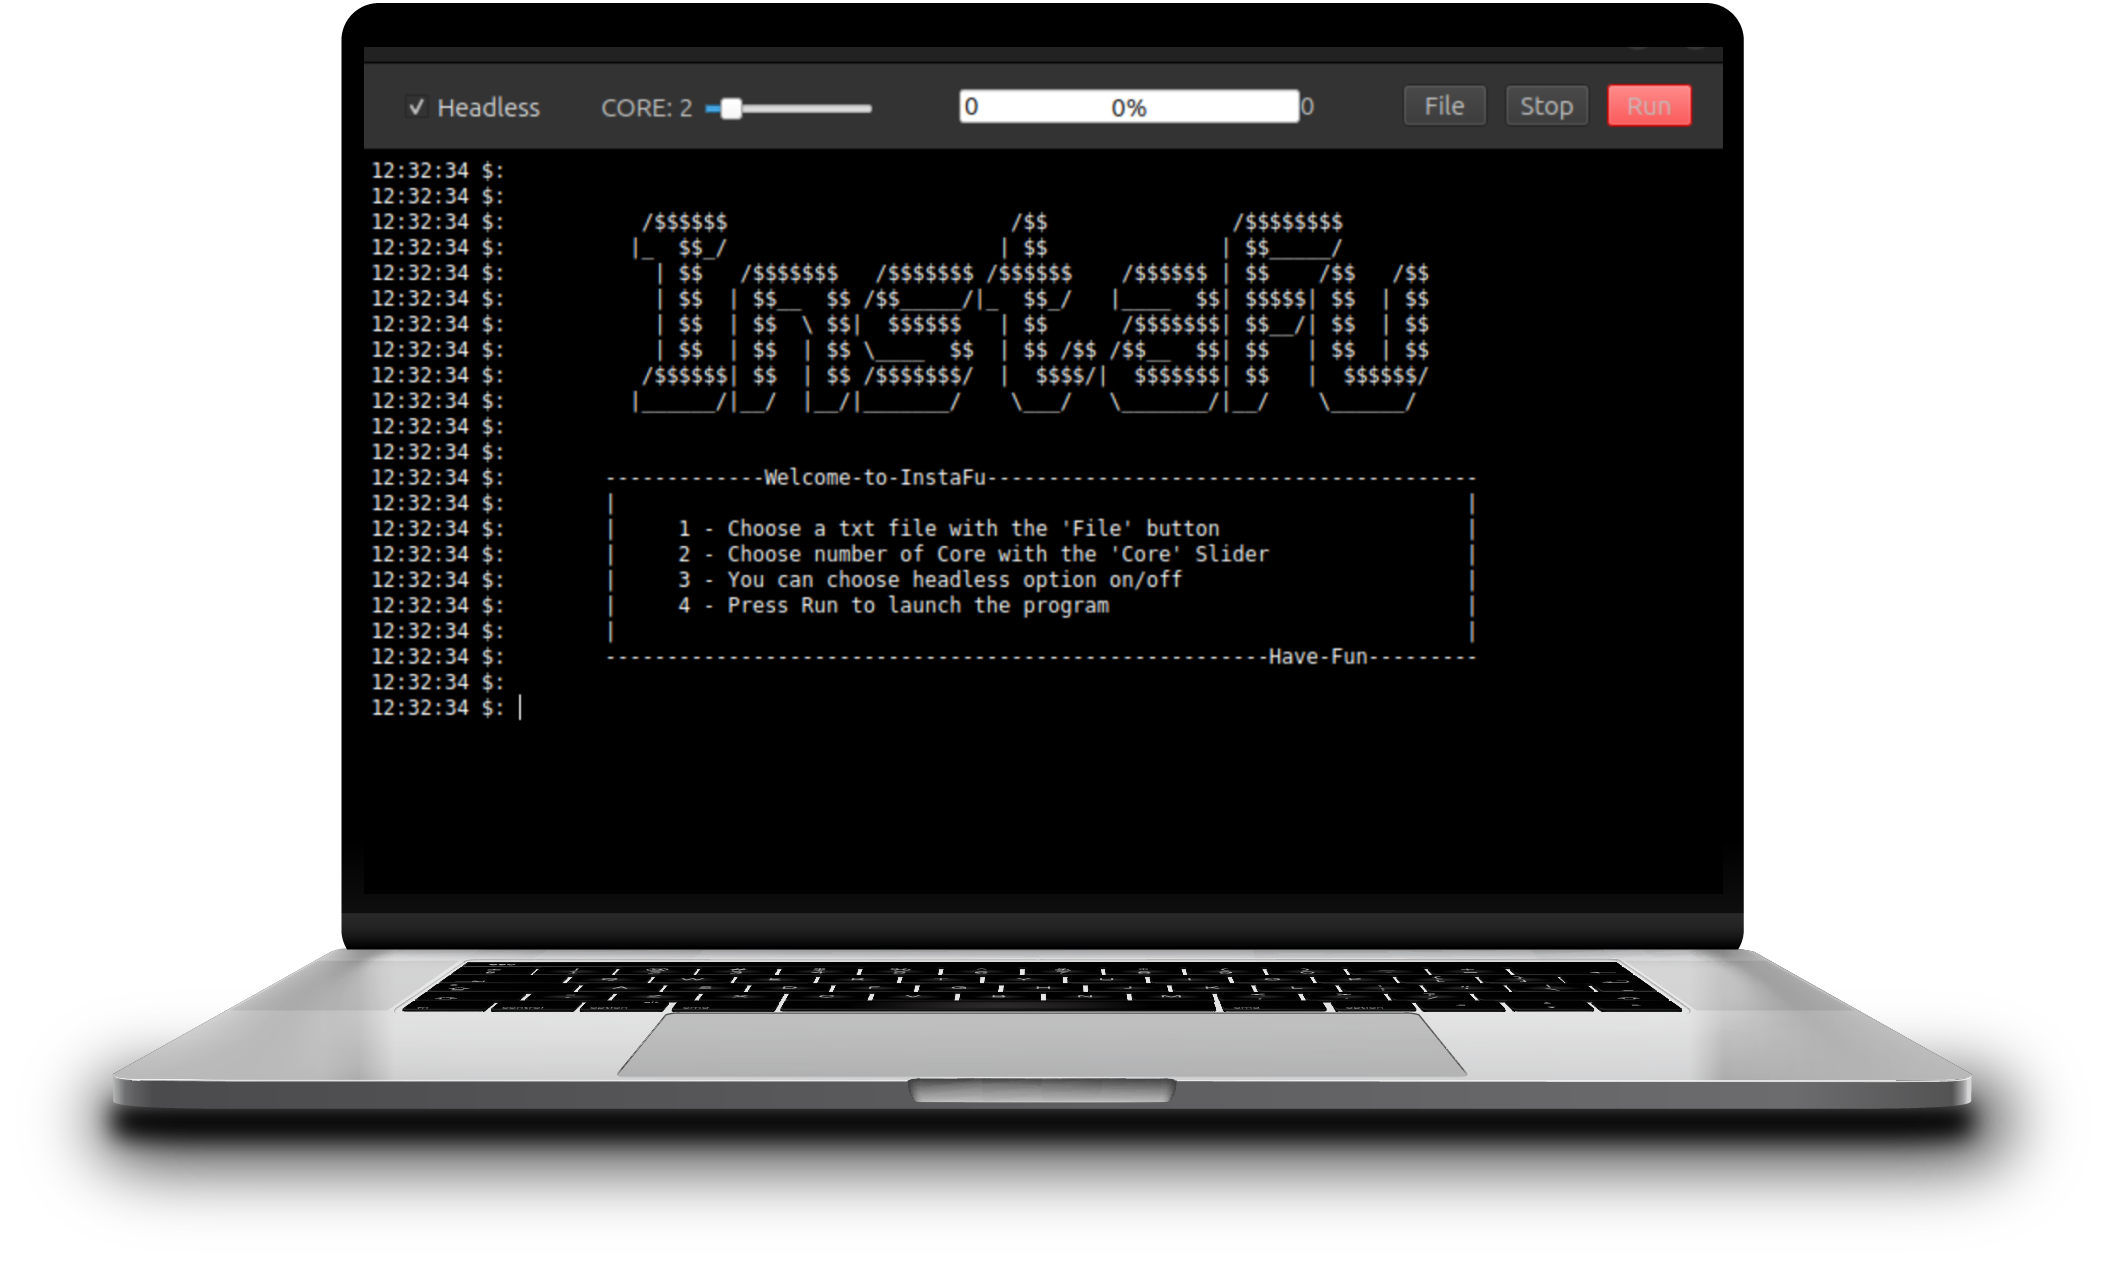 Headless CORE: 2 0 0% 0 File Stop Run
12:32:34 $:
12:32:34 $:
12:32:34 $:            /$$$$$$                       /$$               /$$$$$$$$
12:32:34 $:           |_  $$_/                      | $$              | $$_____/
12:32:34 $:             | $$   /$$$$$$$   /$$$$$$$ /$$$$$$    /$$$$$$ | $$    /$$   /$$
12:32:34 $:             | $$  | $$__  $$ /$$_____/|_  $$_/   |____  $$| $$$$$| $$  | $$
12:32:34 $:             | $$  | $$  \ $$|  $$$$$$   | $$      /$$$$$$$| $$__/| $$  | $$
12:32:34 $:             | $$  | $$  | $$ \____  $$  | $$ /$$ /$$__  $$| $$   | $$  | $$
12:32:34 $:            /$$$$$$| $$  | $$ /$$$$$$$/  |  $$$$/|  $$$$$$$| $$   |  $$$$$$/
12:32:34 $:           |______/|__/  |__/|_______/    \___/   \_______/|__/    \______/
12:32:34 $:
12:32:34 $:
12:32:34 $:         -------------Welcome-to-InstaFu----------------------------------------
12:32:34 $:         |                                                                     |
12:32:34 $:         |     1 - Choose a txt file with the 'File' button                    |
12:32:34 $:         |     2 - Choose number of Core with the 'Core' Slider                |
12:32:34 $:         |     3 - You can choose headless option on/off                       |
12:32:34 $:         |     4 - Press Run to launch the program                             |
12:32:34 $:         |                                                                     |
12:32:34 $:         ------------------------------------------------------Have-Fun---------
12:32:34 $:
12:32:34 $: